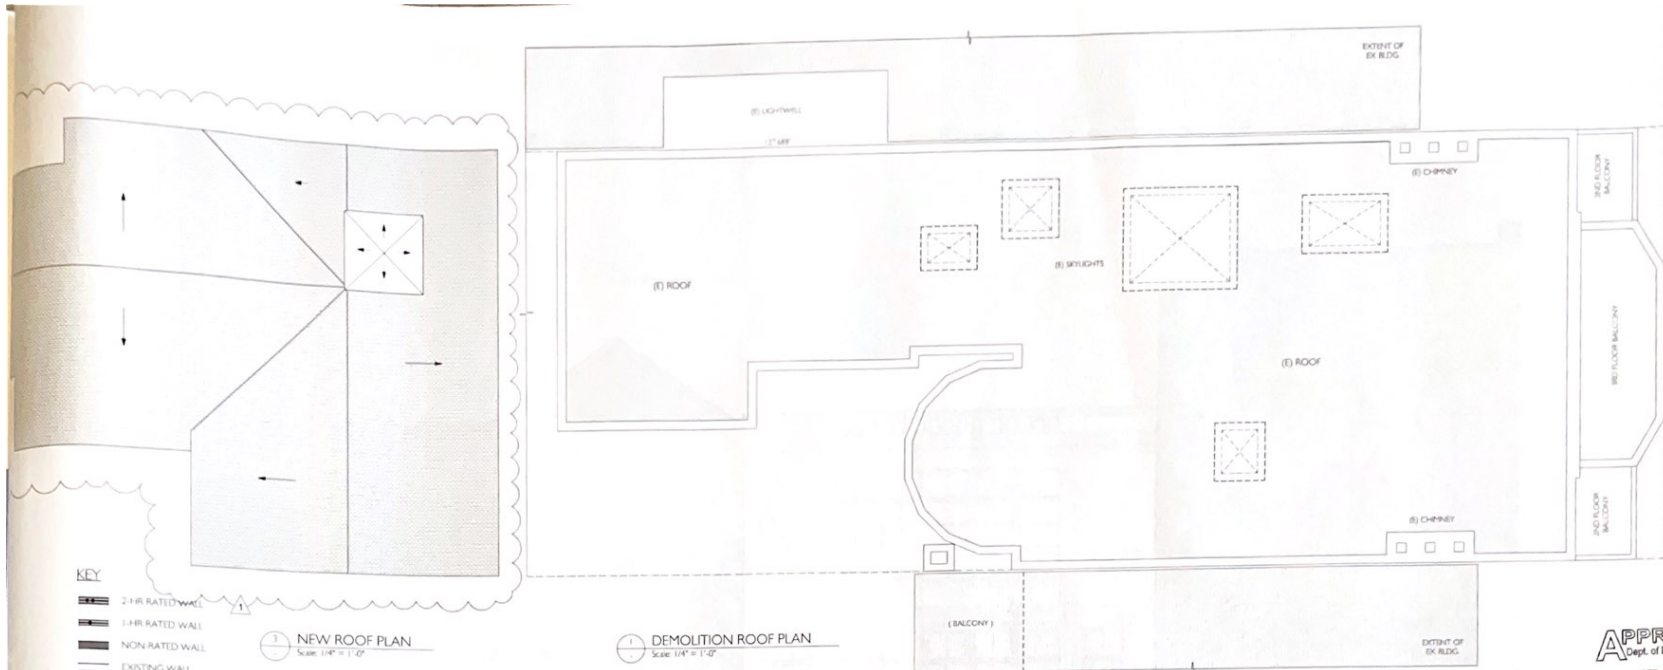 EXTENT OF
EX BLDG
(E) LIGHTWELL
(E) CHIMNEY
2ND FLOOR
BALCONY
(E) SKYLIGHTS
(E) ROOF
3RD FLOOR BALCONY
(E) ROOF
(E) CHIMNEY
2ND FLOOR
BALCONY
KEY
2-HR RATED WALL
1-HR RATED WALL
NON-RATED WALL
EXISTING WALL
1
3
NEW ROOF PLAN
Scale: 1/4" = 1'-0"
1
DEMOLITION ROOF PLAN
Scale: 1/4" = 1'-0"
( BALCONY )
EXTENT OF
EX BLDG
APPR
Dept. of